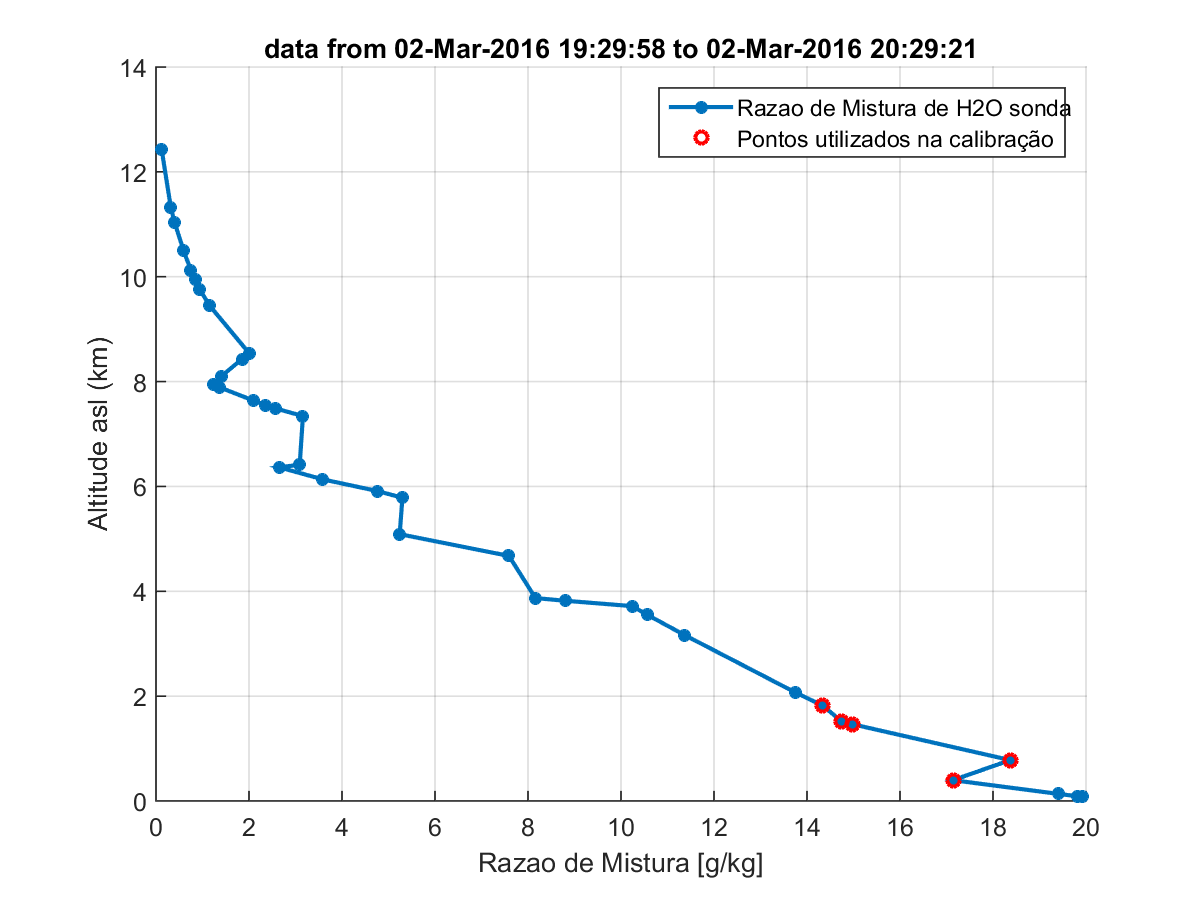 data from 02-Mar-2016 19:29:58 to 02-Mar-2016 20:29:21
Razao de Mistura de H2O sonda
Pontos utilizados na calibração
14
12
10
8
6
4
2
0
Altitude asl (km)
0 2 4 6 8 10 12 14 16 18 20
Razao de Mistura [g/kg]